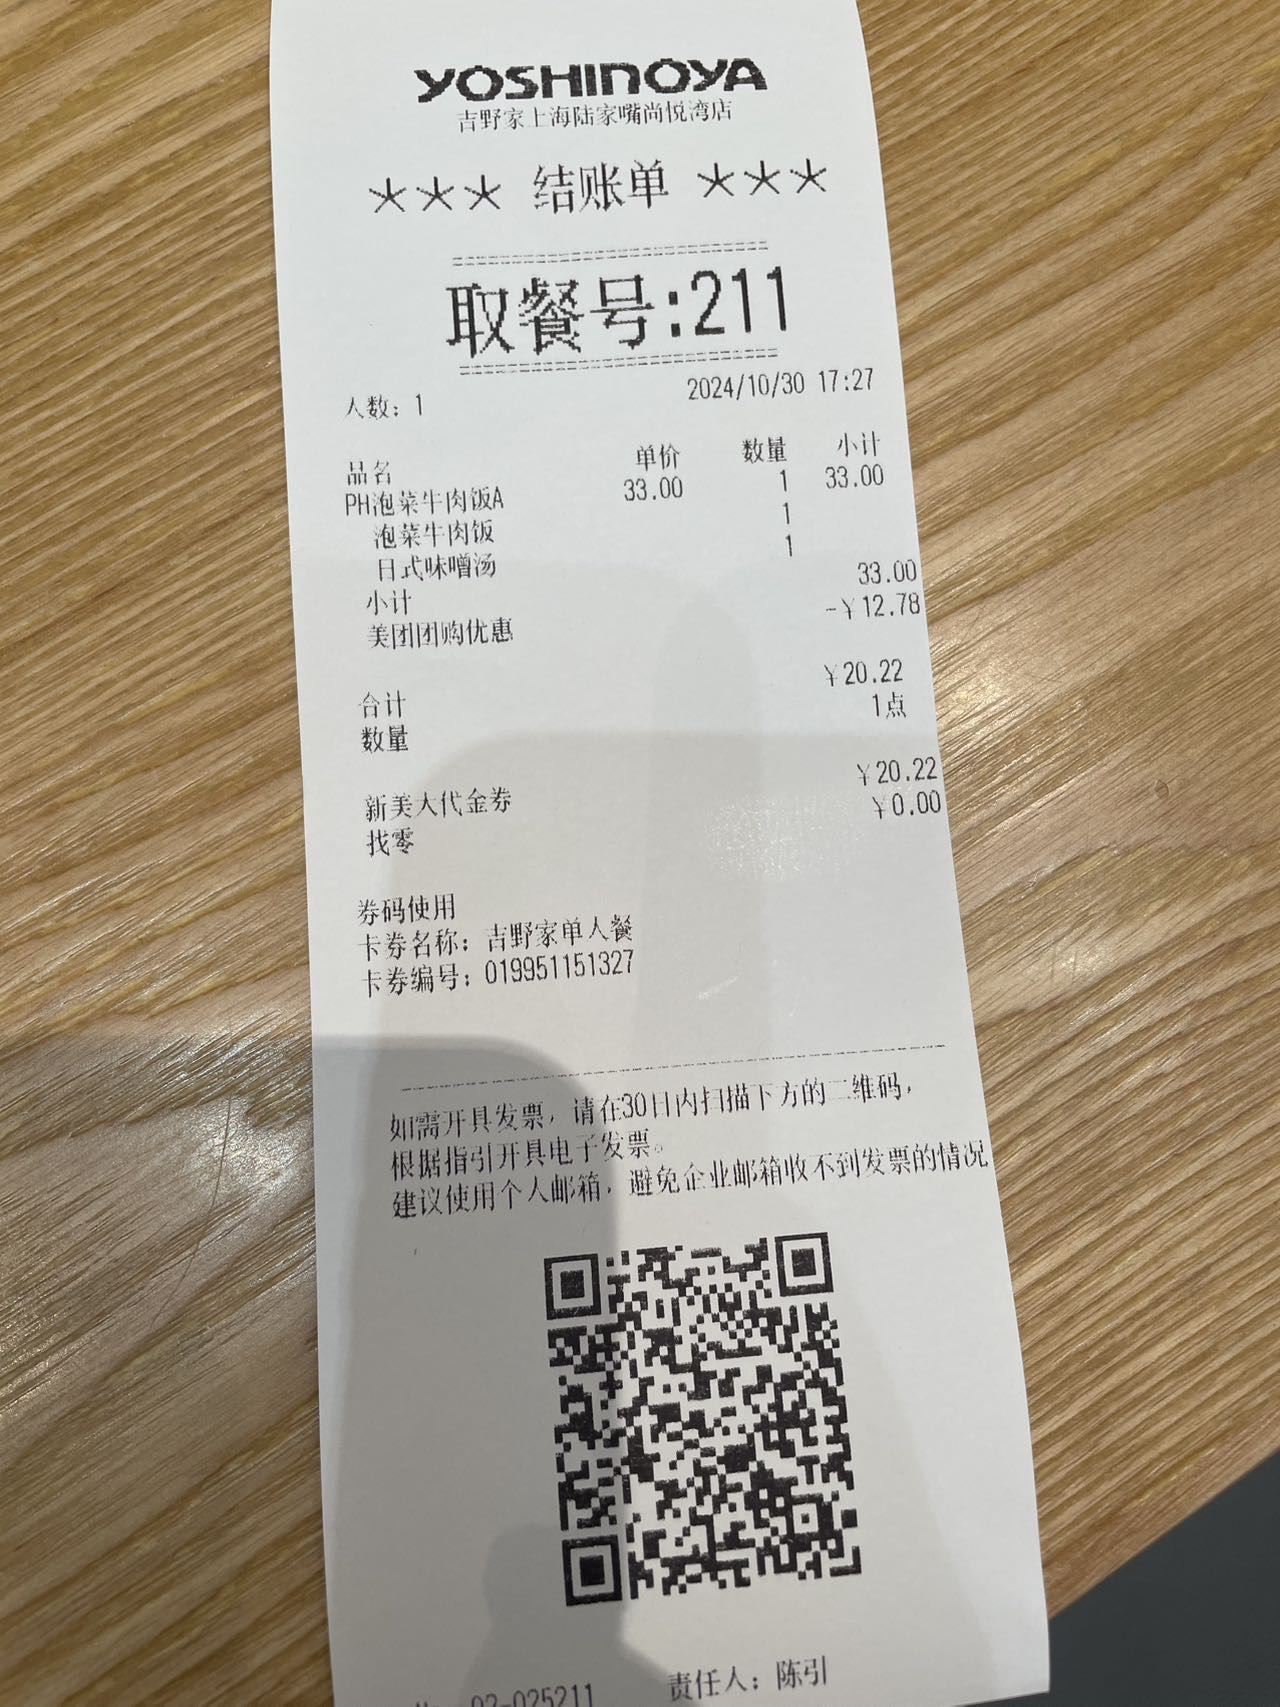 YOSHINOYA
吉野家上海陆家嘴尚悦湾店
*** 结账单 ***
取餐号:211
人数: 1 2024/10/30 17:27
品名 单价 数量 小计
PH泡菜牛肉饭A 33.00 1 33.00
泡菜牛肉饭 1
日式味噌汤 1
小计 33.00
美团团购优惠 -¥12.78
合计 ¥20.22
数量 1点
新美大代金券 ¥20.22
找零 ¥0.00
券码使用
卡券名称: 吉野家单人餐
卡券编号: 019951151327
如需开具发票, 请在30日内扫描下方的二维码,
根据指引开具电子发票。
建议使用个人邮箱, 避免企业邮箱收不到发票的情况
02-025211 责任人: 陈引